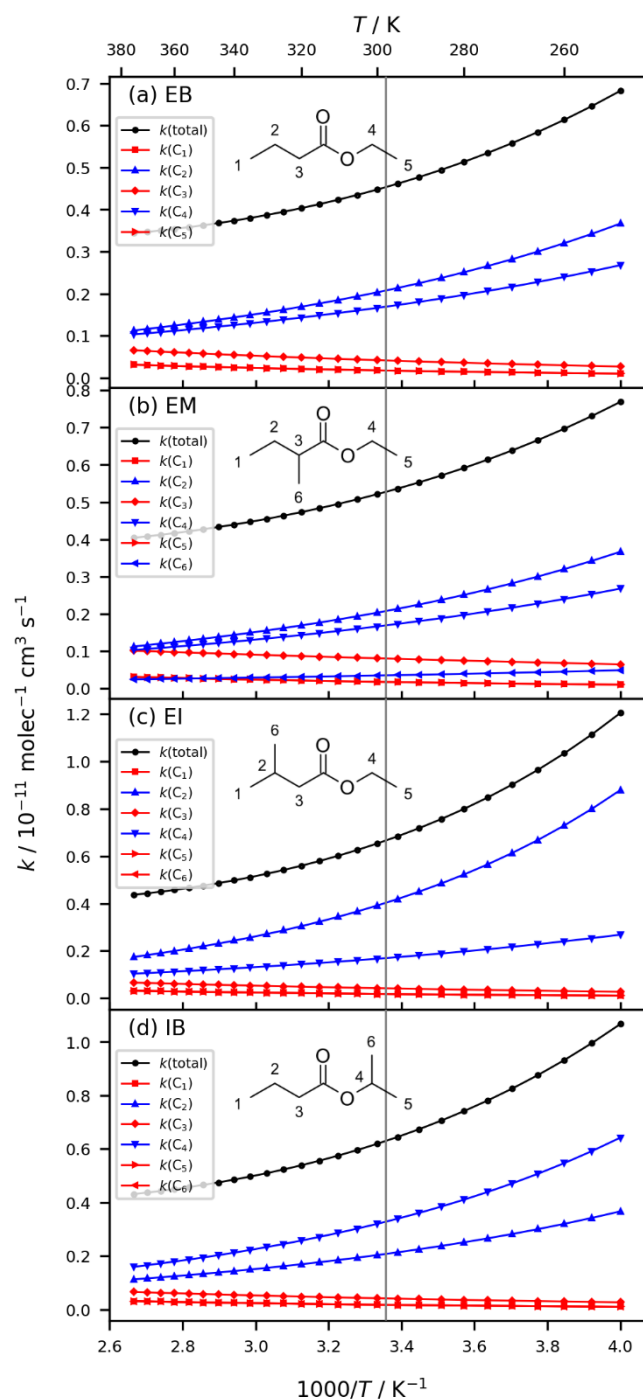 T / K
380 360 340 320 300 280 260
(a) EB
k(total)
k(C₁)
k(C₂)
k(C₃)
k(C₄)
k(C₅)
1 2 3 O O 4 5
0.7
0.6
0.5
0.4
0.3
0.2
0.1
0.0
(b) EM
k(total)
k(C₁)
k(C₂)
k(C₃)
k(C₄)
k(C₅)
k(C₆)
1 2 3 6 O O 4 5
0.8
0.7
0.6
0.5
0.4
0.3
0.2
0.1
0.0
(c) EI
k(total)
k(C₁)
k(C₂)
k(C₃)
k(C₄)
k(C₅)
k(C₆)
6 2 1 3 O O 4 5
1.2
1.0
0.8
0.6
0.4
0.2
0.0
(d) IB
k(total)
k(C₁)
k(C₂)
k(C₃)
k(C₄)
k(C₅)
k(C₆)
1 2 3 O O 4 6 5
1.0
0.8
0.6
0.4
0.2
0.0
k / 10⁻¹¹ molec⁻¹ cm³ s⁻¹
2.6 3.0 3.4 3.6 3.8 4.0
1000/T / K⁻¹